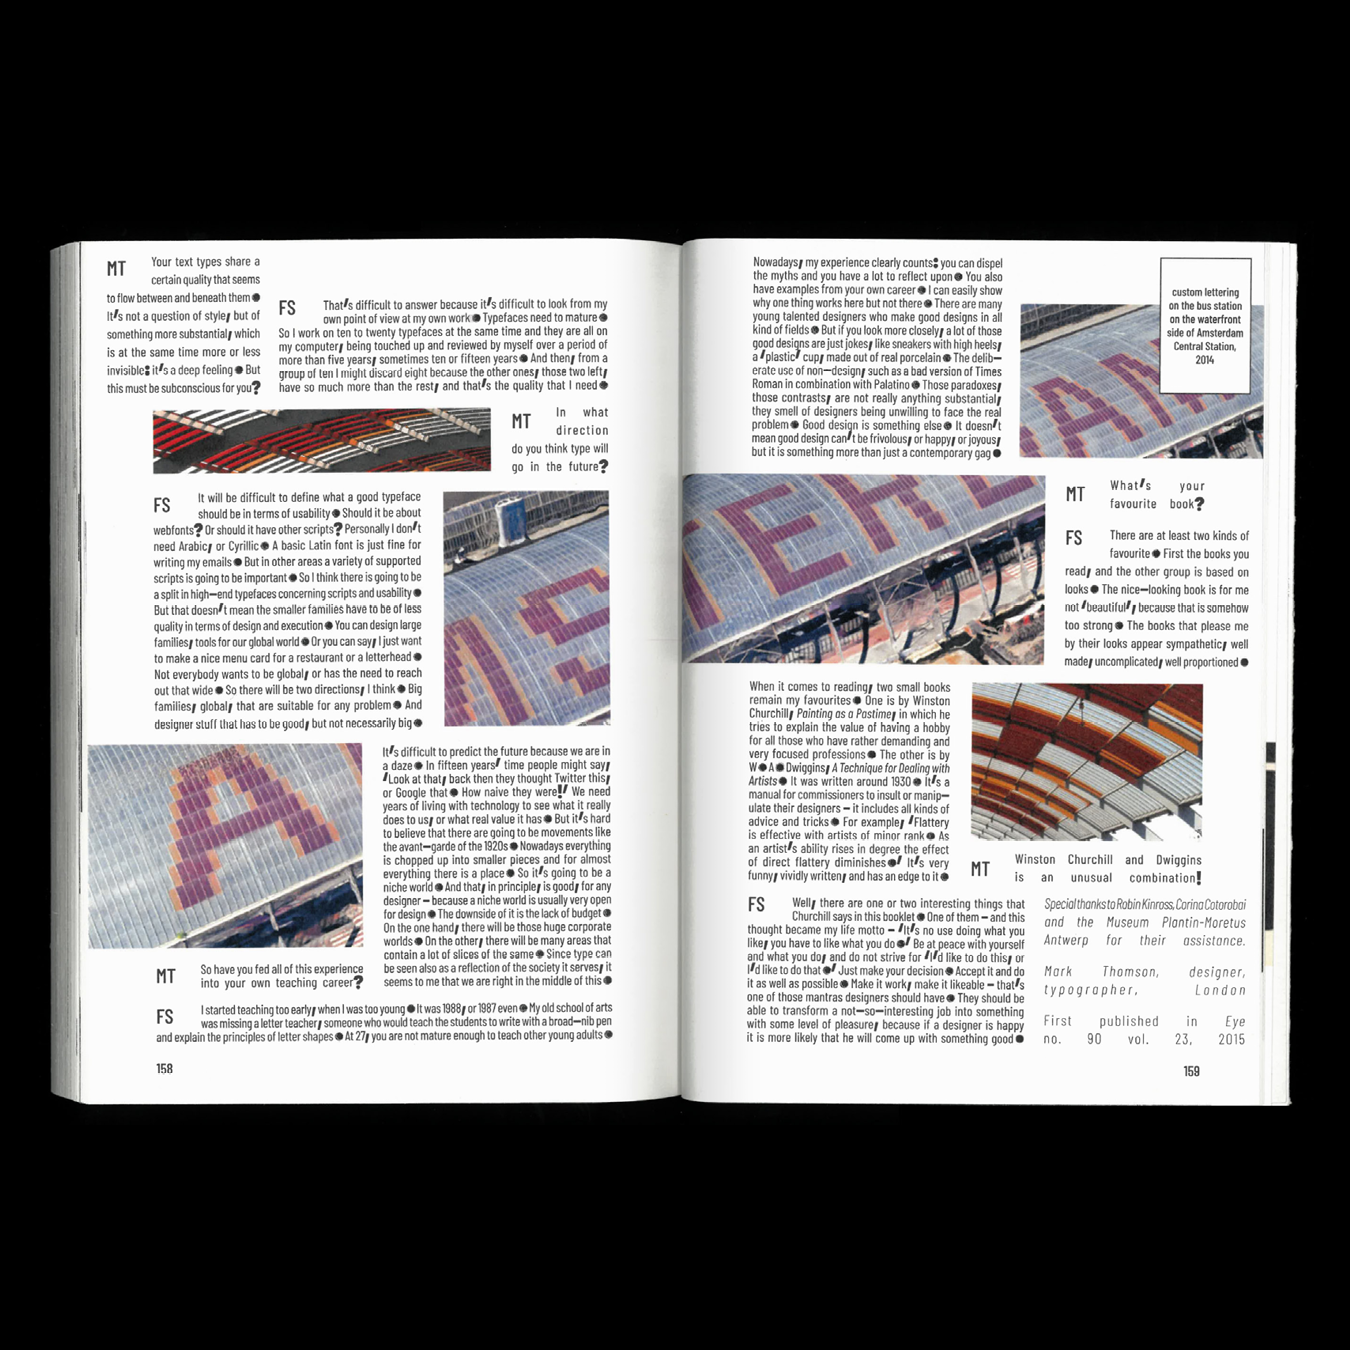 MT Your text types share a
certain quality that seems
to flow between and beneath them●
It's not a question of style, but of
something more substantial, which
is at the same time more or less
invisible: it's a deep feeling● But
this must be subconscious for you?
FS That's difficult to answer because it's difficult to look from my
own point of view at my own work● Typefaces need to mature●
So I work on ten to twenty typefaces at the same time and they are all on
my computer, being touched up and reviewed by myself over a period of
more than five years, sometimes ten or fifteen years● And then, from a
group of ten I might discard eight because the other ones, those two left,
have so much more than the rest, and that's the quality that I need●
MT In what
direction
do you think type will
go in the future?
FS It will be difficult to define what a good typeface
should be in terms of usability● Should it be about
webfonts? Or should it have other scripts? Personally I don't
need Arabic, or Cyrillic● A basic Latin font is just fine for
writing my emails● But in other areas a variety of supported
scripts is going to be important● So I think there is going to be
a split in high–end typefaces concerning scripts and usability●
But that doesn't mean the smaller families have to be of less
quality in terms of design and execution● You can design large
families, tools for our global world● Or you can say, I just want
to make a nice menu card for a restaurant or a letterhead●
Not everybody wants to be global, or has the need to reach
out that wide● So there will be two directions, I think● Big
families, global, that are suitable for any problem● And
designer stuff that has to be good, but not necessarily big●
MS
A
It's difficult to predict the future because we are in
a daze● In fifteen years' time people might say,
'Look at that, back then they thought Twitter this,
or Google that● How naive they were!' We need
years of living with technology to see what it really
does to us, or what real value it has● But it's hard
to believe that there are going to be movements like
the avant–garde of the 1920s● Nowadays everything
is chopped up into smaller pieces and for almost
everything there is a place● So it's going to be a
niche world● And that, in principle, is good, for any
designer – because a niche world is usually very open
for design● The downside of it is the lack of budget●
On the one hand, there will be those huge corporate
worlds● On the other, there will be many areas that
contain a lot of slices of the same● Since type can
be seen also as a reflection of the society it serves, it
seems to me that we are right in the middle of this●
MT So have you fed all of this experience
into your own teaching career?
FS I started teaching too early, when I was too young● It was 1988, or 1987 even● My old school of arts
was missing a letter teacher, someone who would teach the students to write with a broad–nib pen
and explain the principles of letter shapes● At 27, you are not mature enough to teach other young adults●
158
Nowadays, my experience clearly counts: you can dispel
the myths and you have a lot to reflect upon● You also
have examples from your own career● I can easily show
why one thing works here but not there● There are many
young talented designers who make good designs in all
kind of fields● But if you look more closely, a lot of those
good designs are just jokes, like sneakers with high heels,
a 'plastic' cup, made out of real porcelain● The delib–
erate use of non–design, such as a bad version of Times
Roman in combination with Palatino● Those paradoxes,
those contrasts, are not really anything substantial,
they smell of designers being unwilling to face the real
problem● Good design is something else● It doesn't
mean good design can't be frivolous, or happy, or joyous,
but it is something more than just a contemporary gag●
AM
custom lettering
on the bus station
on the waterfront
side of Amsterdam
Central Station,
2014
TERD
MT What's your
favourite book?
FS There are at least two kinds of
favourite● First the books you
read, and the other group is based on
looks● The nice–looking book is for me
not 'beautiful', because that is somehow
too strong● The books that please me
by their looks appear sympathetic, well
made, uncomplicated, well proportioned●
When it comes to reading, two small books
remain my favourites● One is by Winston
Churchill, Painting as a Pastime, in which he
tries to explain the value of having a hobby
for all those who have rather demanding and
very focused professions● The other is by
W●A●Dwiggins, A Technique for Dealing with
Artists● It was written around 1930● It's a
manual for commissioners to insult or manip–
ulate their designers – it includes all kinds of
advice and tricks● For example, 'Flattery
is effective with artists of minor rank● As
an artist's ability rises in degree the effect
of direct flattery diminishes●' It's very
funny, vividly written, and has an edge to it●
MT Winston Churchill and Dwiggins
is an unusual combination!
FS Well, there are one or two interesting things that
Churchill says in this booklet● One of them – and this
thought became my life motto – 'It's no use doing what you
like, you have to like what you do●' Be at peace with yourself
and what you do, and do not strive for 'I'd like to do this, or
I'd like to do that●' Just make your decision● Accept it and do
it as well as possible● Make it work, make it likeable – that's
one of those mantras designers should have● They should be
able to transform a not–so–interesting job into something
with some level of pleasure, because if a designer is happy
it is more likely that he will come up with something good●
Special thanks to Robin Kinross, Corina Cotorobai
and the Museum Plantin-Moretus
Antwerp for their assistance.
Mark Thomson, designer,
typographer, London
First published in Eye
no. 90 vol. 23, 2015
159